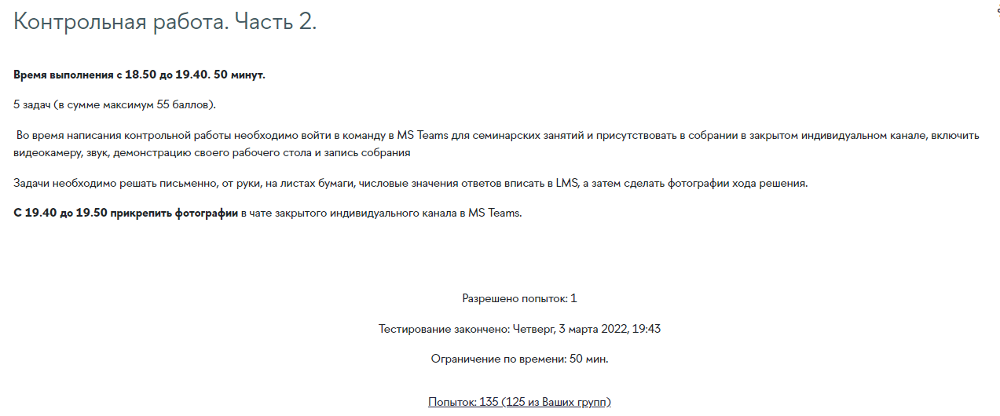 Контрольная работа. Часть 2.
Время выполнения с 18.50 до 19.40. 50 минут.
5 задач (в сумме максимум 55 баллов).
Во время написания контрольной работы необходимо войти в команду в MS Teams для семинарских занятий и присутствовать в собрании в закрытом индивидуальном канале, включить
видеокамеру, звук, демонстрацию своего рабочего стола и запись собрания
Задачи необходимо решать письменно, от руки, на листах бумаги, числовые значения ответов вписать в LMS, а затем сделать фотографии хода решения.
С 19.40 до 19.50 прикрепить фотографии в чате закрытого индивидуального канала в MS Teams.
Разрешено попыток: 1
Тестирование закончено: Четверг, 3 марта 2022, 19:43
Ограничение по времени: 50 мин.
Попыток: 135 (125 из Ваших групп)